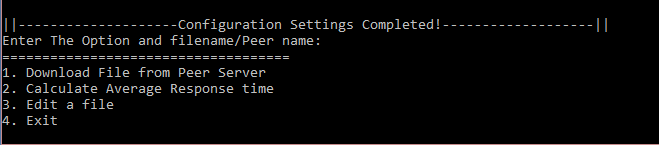 ||--------------------Configuration Settings Completed!-------------------||
Enter The Option and filename/Peer name:
=====================================
1. Download File from Peer Server
2. Calculate Average Response time
3. Edit a file
4. Exit